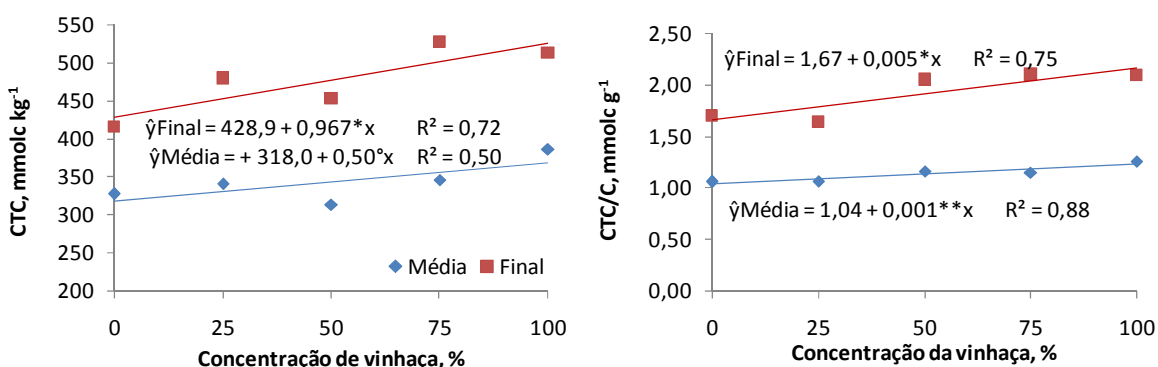 550
500
450
400
350
300
250
200
CTC, mmolc kg-1
ŷFinal = 428,9 + 0,967*x R² = 0,72
ŷMédia = + 318,0 + 0,50°x R² = 0,50
Média Final
0 25 50 75 100
Concentração de vinhaça, %
2,50
2,00
1,50
1,00
0,50
0,00
CTC/C, mmolc g-1
ŷFinal = 1,67 + 0,005*x R² = 0,75
ŷMédia = 1,04 + 0,001**x R² = 0,88
0 25 50 75 100
Concentração da vinhaça, %